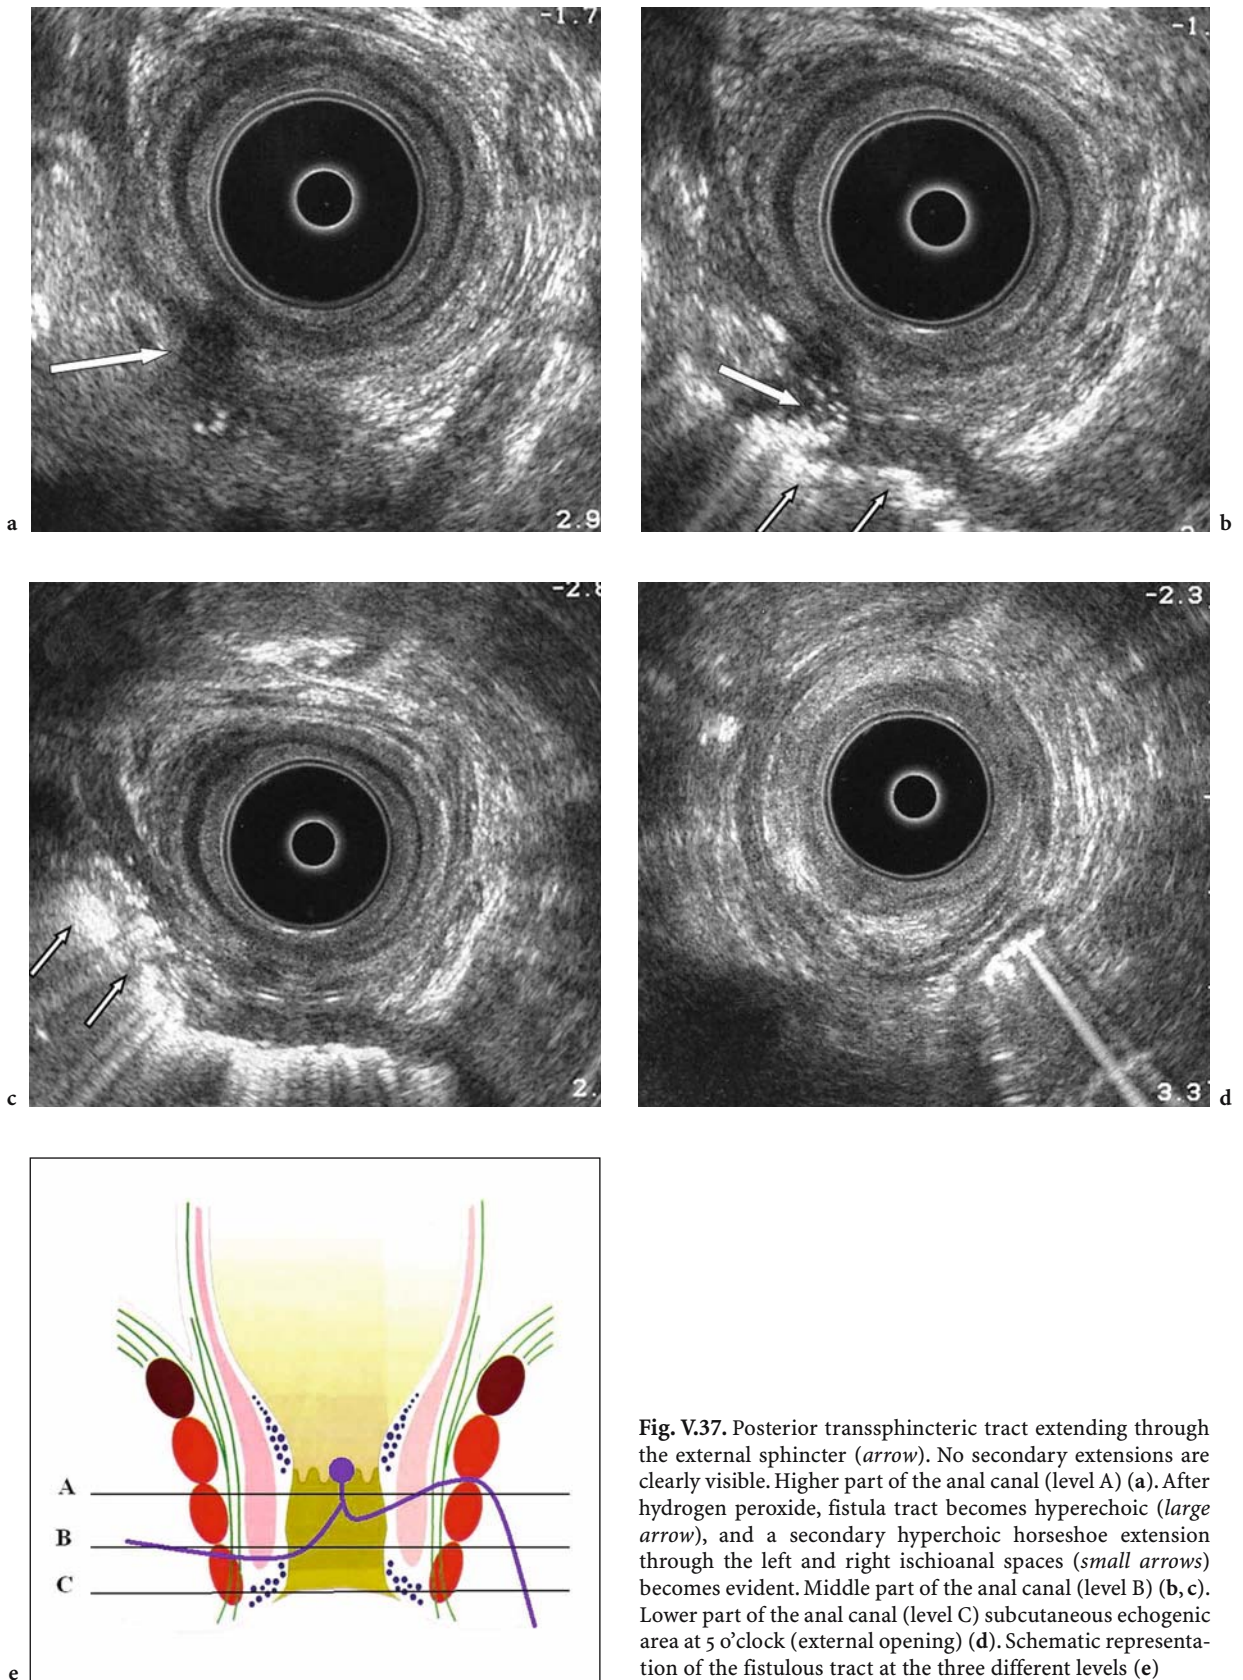 -1.7
-1.
2.9
a
b
-2.8
-2.3
2.
3.3
c
d
A
B
C
e
Fig. V.37. Posterior transsphincteric tract extending through
the external sphincter (arrow). No secondary extensions are
clearly visible. Higher part of the anal canal (level A) (a). After
hydrogen peroxide, fistula tract becomes hyperechoic (large
arrow), and a secondary hyperchoic horseshoe extension
through the left and right ischioanal spaces (small arrows)
becomes evident. Middle part of the anal canal (level B) (b, c).
Lower part of the anal canal (level C) subcutaneous echogenic
area at 5 o'clock (external opening) (d). Schematic representa-
tion of the fistulous tract at the three different levels (e)